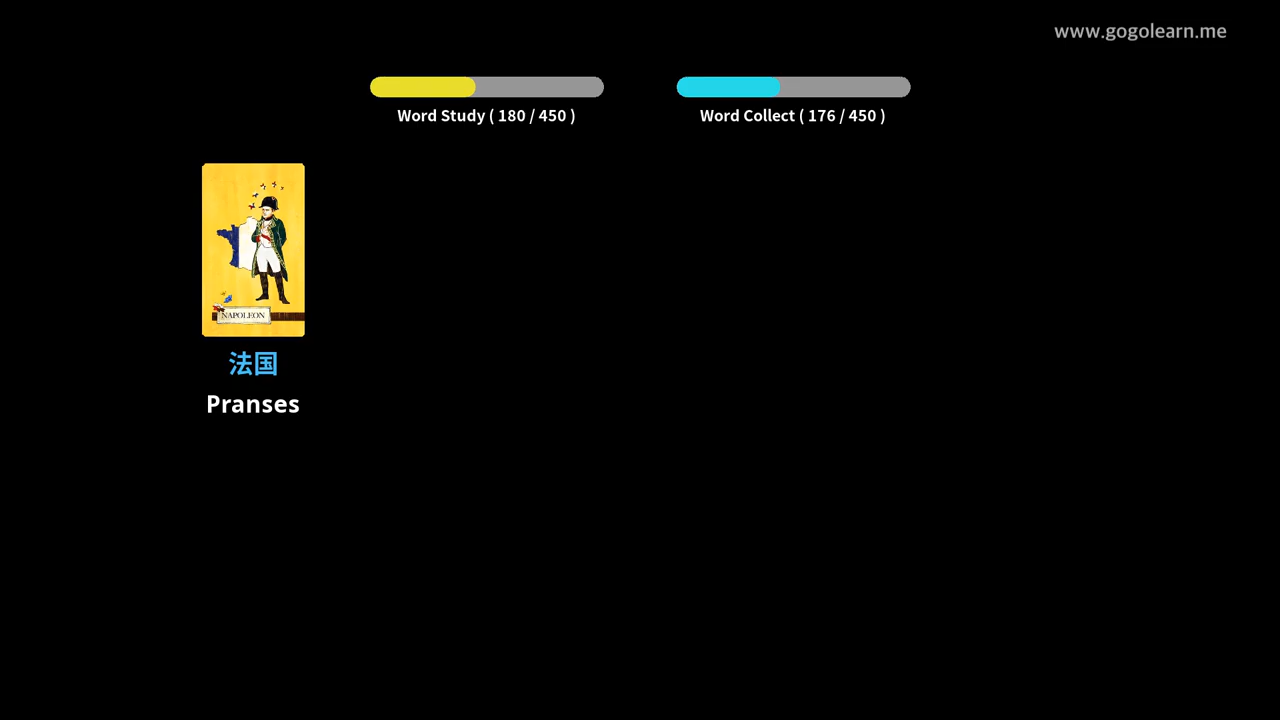 www.gogolearn.me
Word Study ( 180 / 450 )
Word Collect ( 176 / 450 )
NAPOLEON
法国
Pranses